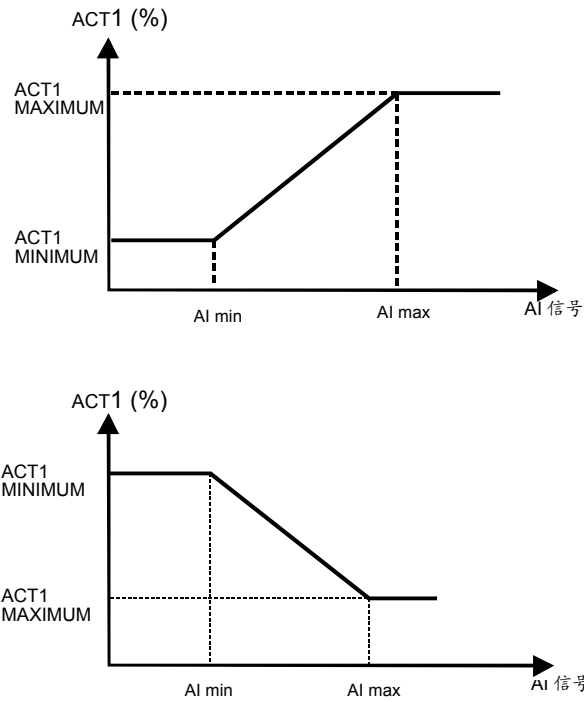 ACT1 (%)
ACT1
MAXIMUM
ACT1
MINIMUM
AI min
AI max
AI 信号
ACT1 (%)
ACT1
MINIMUM
ACT1
MAXIMUM
AI min
AI max
AI 信号